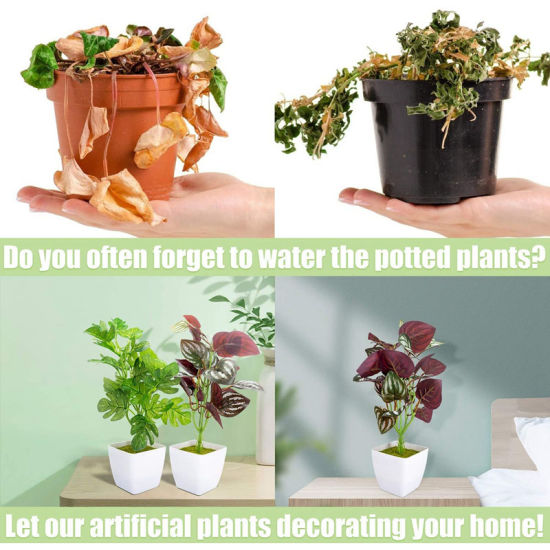 Do you often forget to water the potted plants?
Let our artificial plants decorating your home!